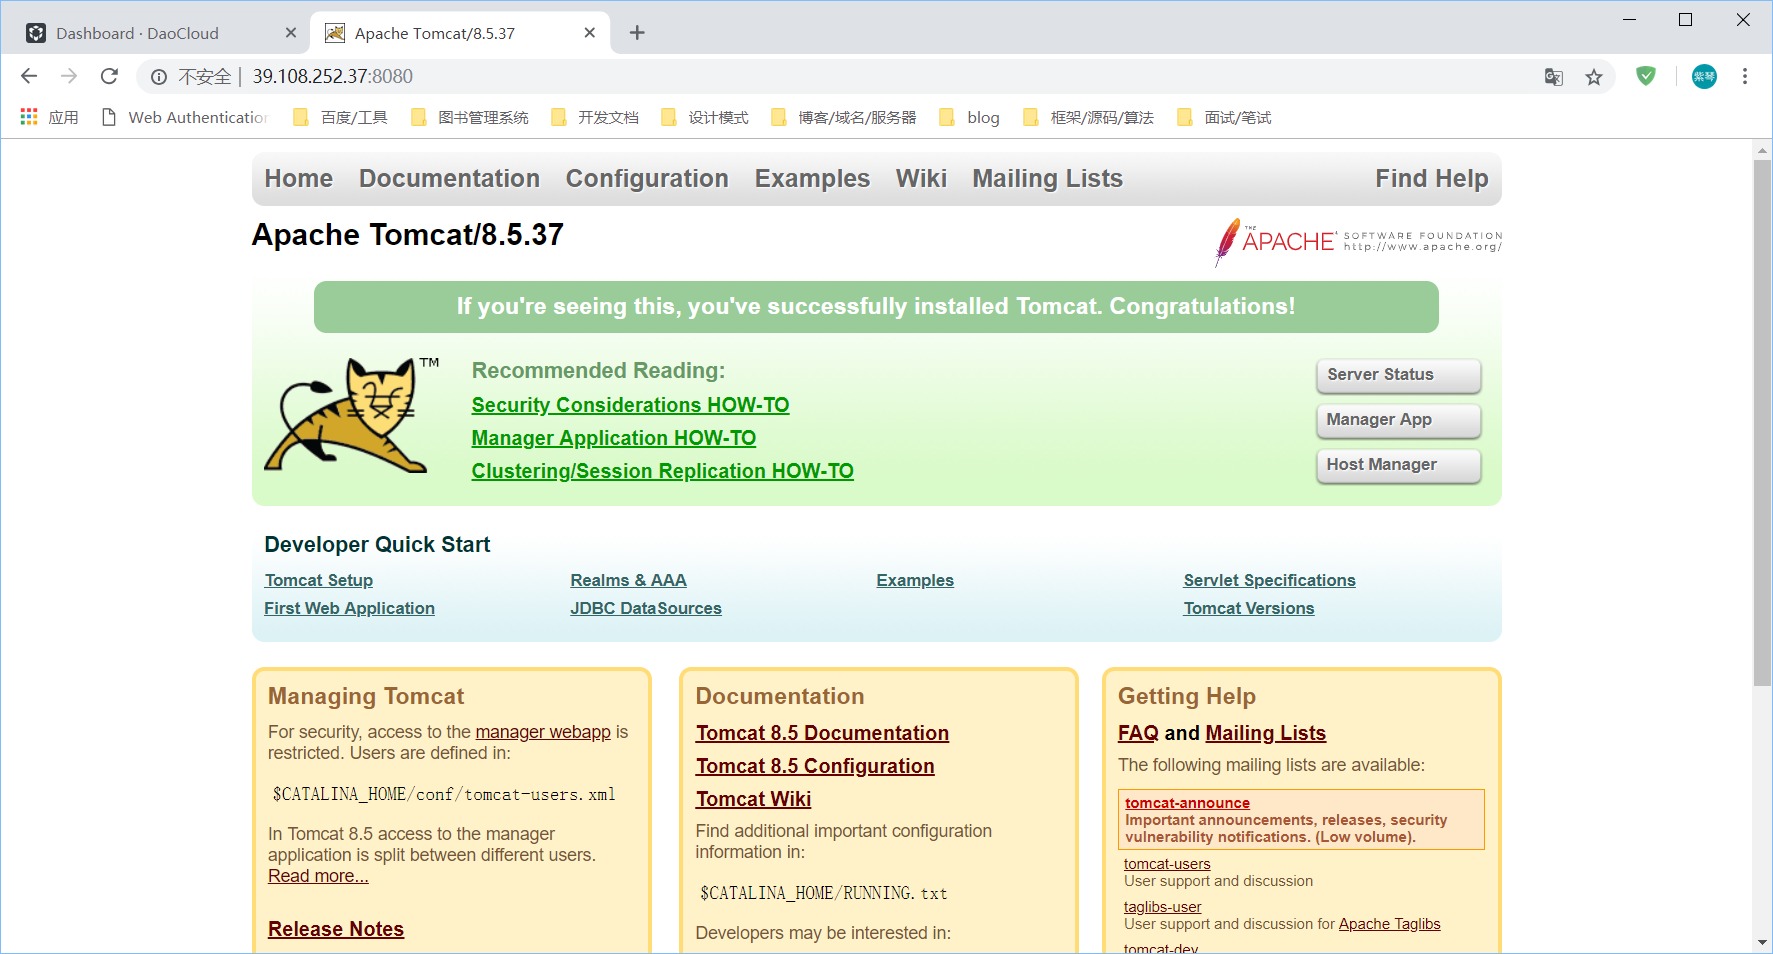 Dashboard · DaoCloud
Apache Tomcat/8.5.37
不安全 | 39.108.252.37:8080
紫琴
应用
Web Authentication
百度/工具
图书管理系统
开发文档
设计模式
博客/域名/服务器
blog
框架/源码/算法
面试/笔试
Home Documentation Configuration Examples Wiki Mailing Lists Find Help
Apache Tomcat/8.5.37
THE APACHE SOFTWARE FOUNDATION
http://www.apache.org/
If you're seeing this, you've successfully installed Tomcat. Congratulations!
TM
Recommended Reading:
Security Considerations HOW-TO
Manager Application HOW-TO
Clustering/Session Replication HOW-TO
Server Status
Manager App
Host Manager
Developer Quick Start
Tomcat Setup
First Web Application
Realms & AAA
JDBC DataSources
Examples
Servlet Specifications
Tomcat Versions
Managing Tomcat
For security, access to the manager webapp is
restricted. Users are defined in:
$CATALINA_HOME/conf/tomcat-users.xml
In Tomcat 8.5 access to the manager
application is split between different users.
Read more...
Release Notes
Documentation
Tomcat 8.5 Documentation
Tomcat 8.5 Configuration
Tomcat Wiki
Find additional important configuration
information in:
$CATALINA_HOME/RUNNING.txt
Developers may be interested in:
Getting Help
FAQ and Mailing Lists
The following mailing lists are available:
tomcat-announce
Important announcements, releases, security
vulnerability notifications. (Low volume).
tomcat-users
User support and discussion
taglibs-user
User support and discussion for Apache Taglibs
tomcat-dev